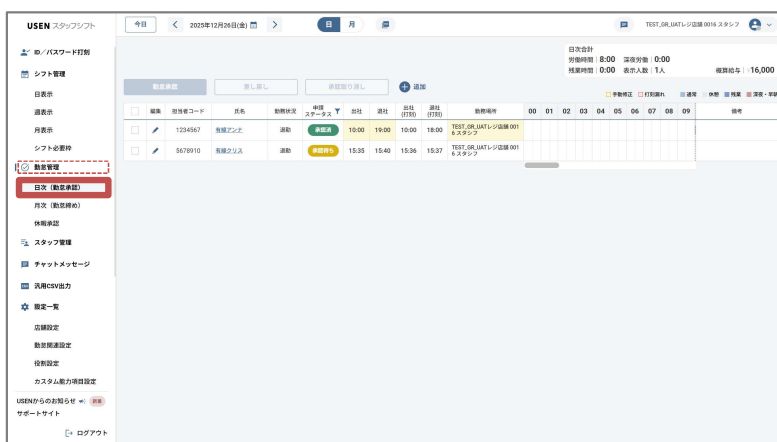 USEN スタッフシフト
今日
2025年12月26日(金)
日
月
TEST_GR_UATレジ店舗 0016 スタシフ
ID/パスワード打刻
シフト管理
日表示
週表示
月表示
シフト必要枠
勤怠管理
日次（勤怠承認）
月次（勤怠締め）
休暇承認
スタッフ管理
チャットメッセージ
汎用CSV出力
設定一覧
店舗設定
勤怠関連設定
役割設定
カスタム能力項目設定
USENからのお知らせ 新着
サポートサイト
ログアウト
日次合計
労働時間 8:00 深夜労働 0:00
残業時間 0:00 表示人数 1人 概算給与 16,000
勤怠承認 差し戻し 承認取り消し 追加
手動修正 打刻漏れ 通常 休憩 残業 深夜・早朝
編集 担当者コード 氏名 勤務状況 申請ステータス 出社 退社 出社(打刻) 退社(打刻) 勤務場所 00 01 02 03 04 05 06 07 08 09 備考
1234567 有線アンナ 退勤 承認済 10:00 19:00 10:00 18:00 TEST_GR_UATレジ店舗 001
6 スタシフ
5678910 有線クリス 退勤 承認待ち 15:35 15:40 15:36 15:37 TEST_GR_UATレジ店舗 001
6 スタシフ